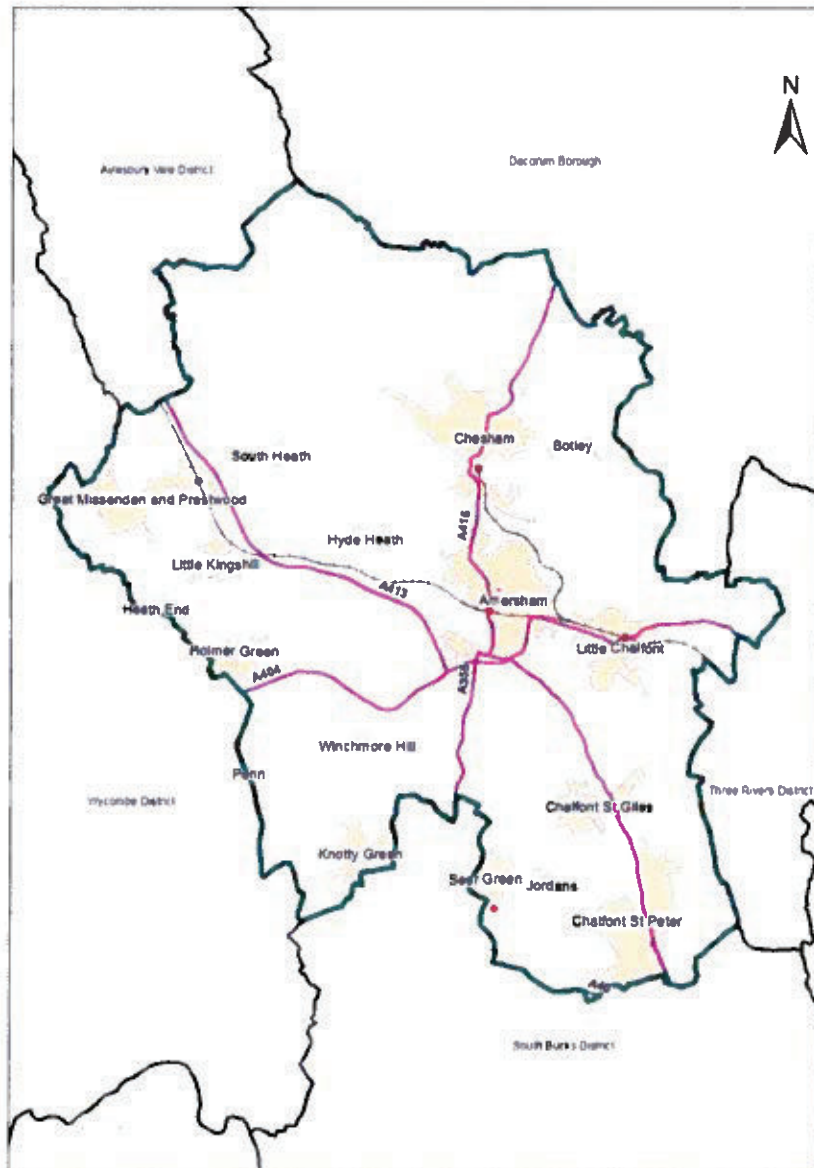 N
Aylesbury Vale District
Dacorum Borough
Chesham
Botley
South Heath
Great Missenden and Prestwood
A416
Hyde Heath
Little Kingshill
A413
Amersham
Heath End
Holmer Green
Little Chalfont
A404
A355
Winchmore Hill
Penn
Wycombe District
Three Rivers District
Chalfont St Giles
Knotty Green
Seer Green
Jordans
Chalfont St Peter
South Bucks District